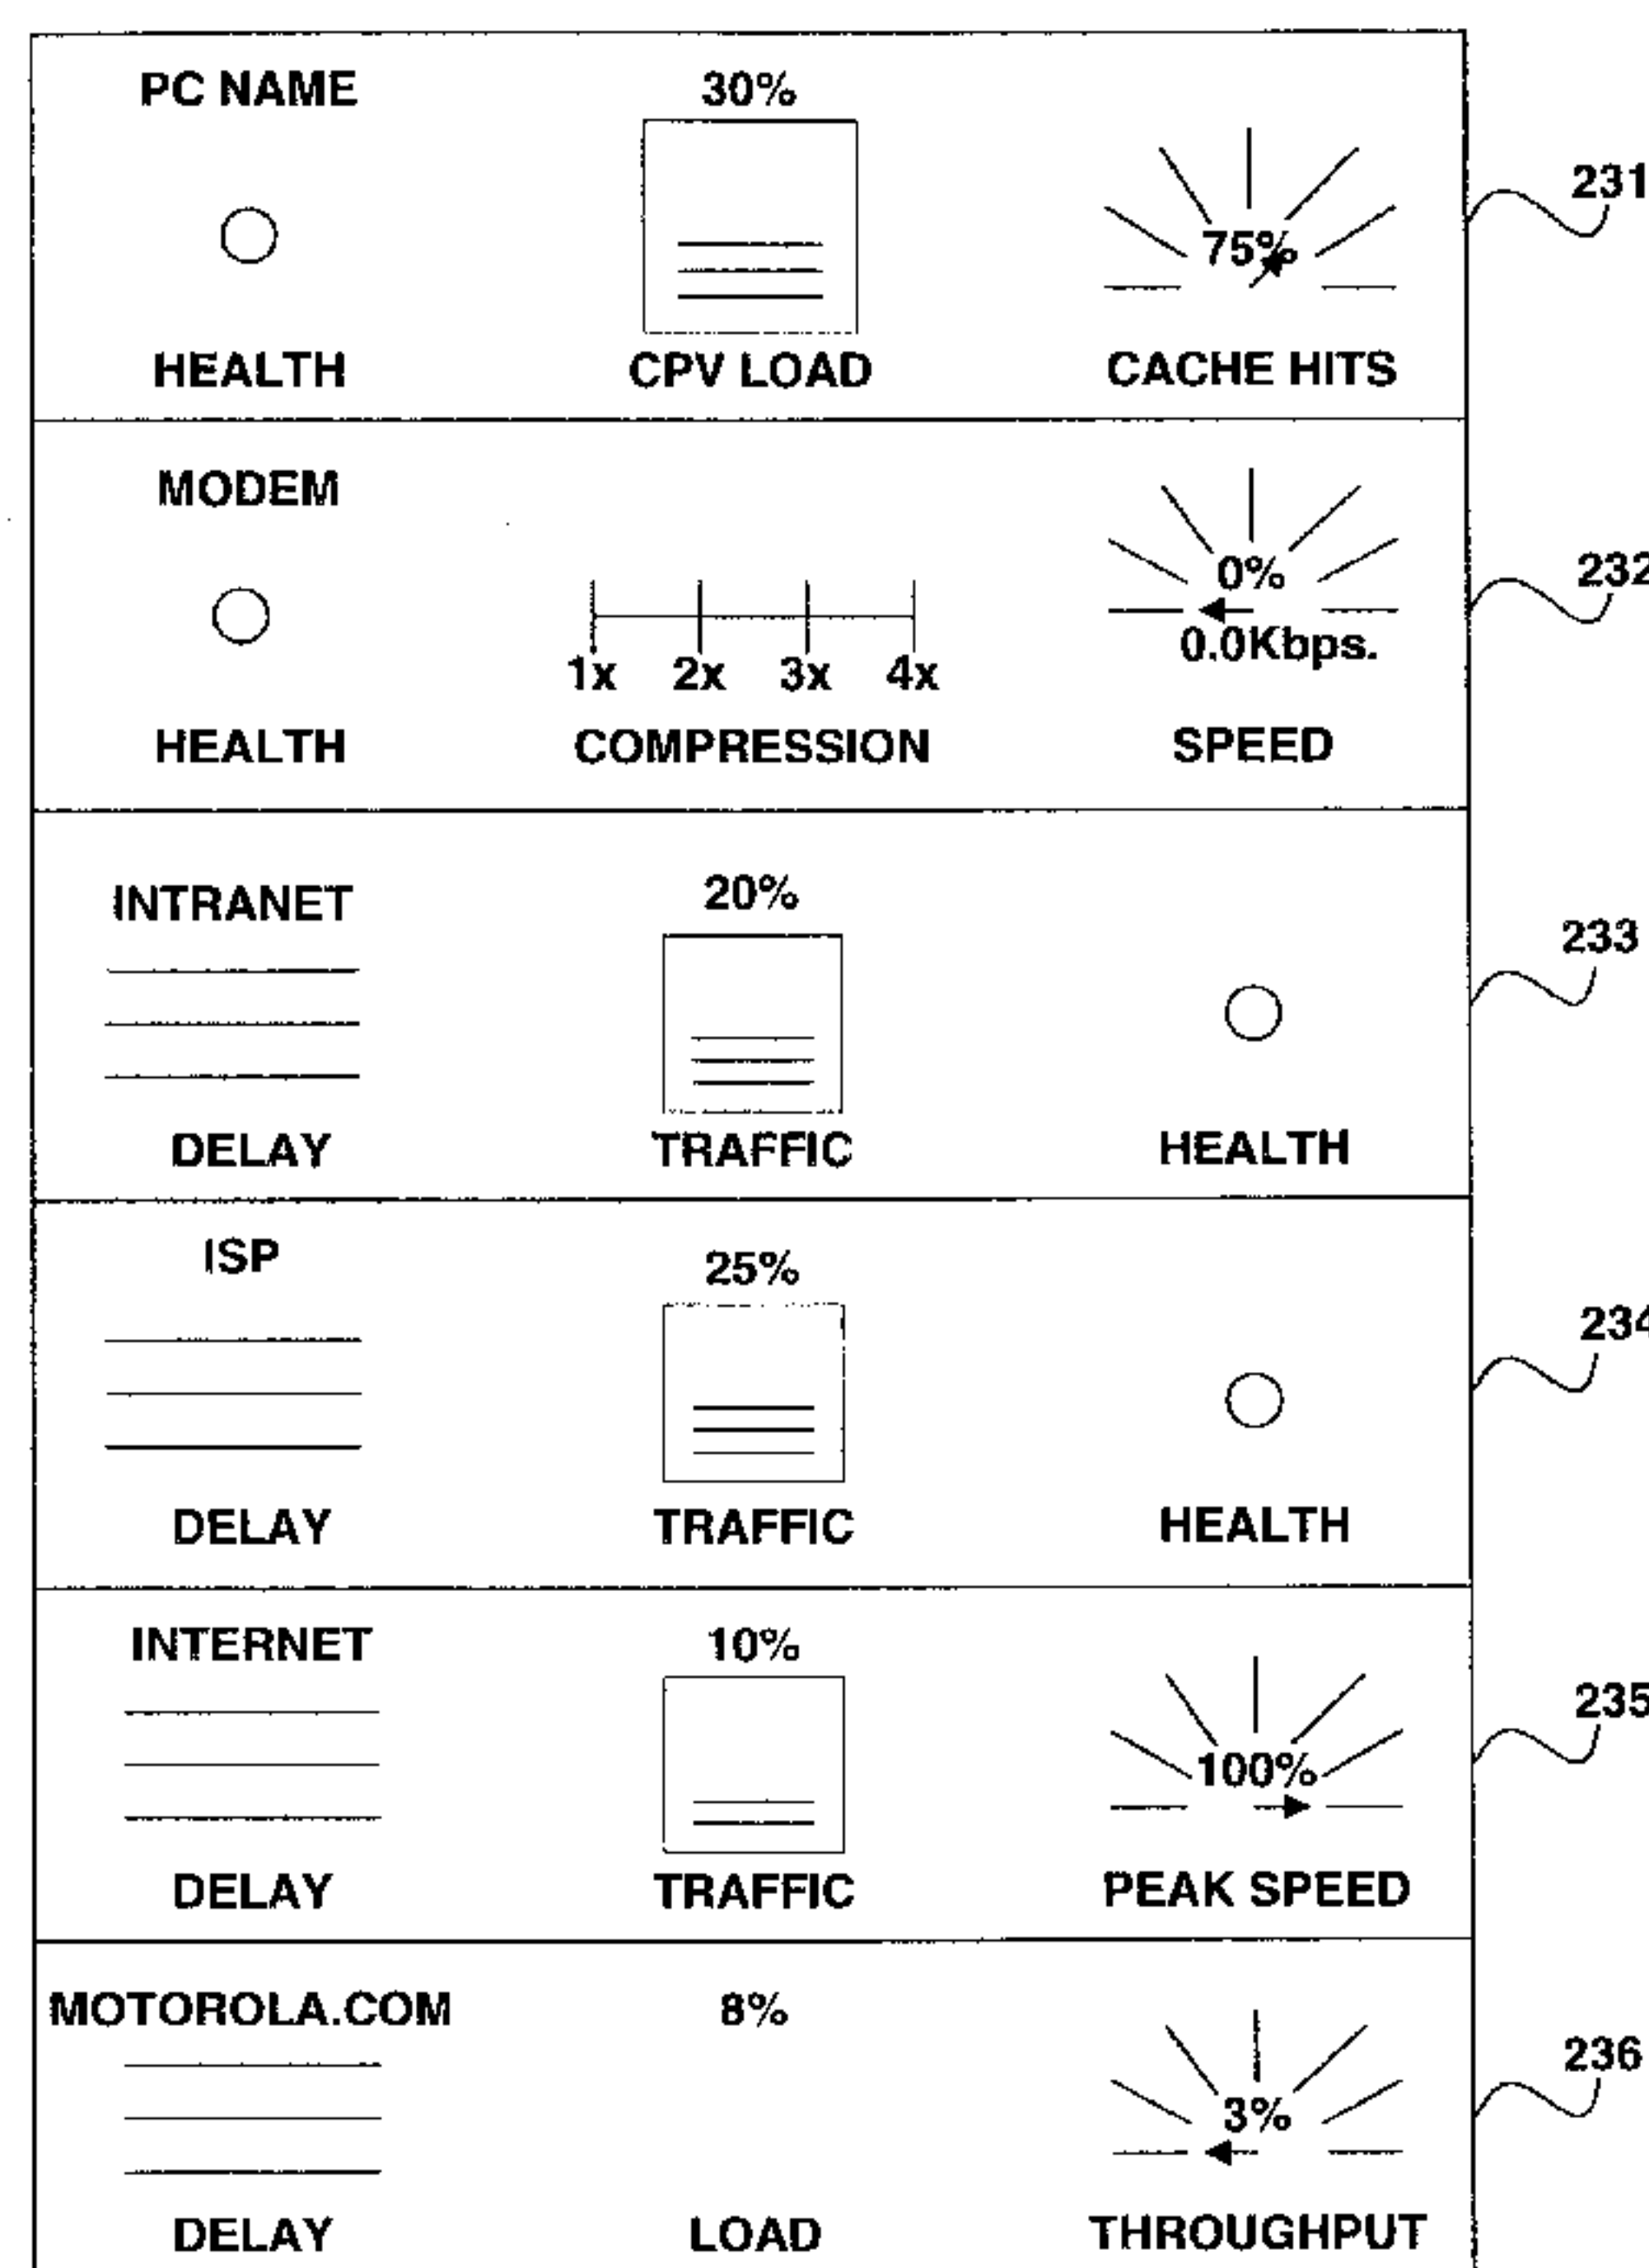 PC NAME 30%
75%
231
HEALTH CPV LOAD CACHE HITS
MODEM
0%
232
0.0Kbps.
1x 2x 3x 4x
HEALTH COMPRESSION SPEED
INTRANET 20%
233
DELAY TRAFFIC HEALTH
ISP 25%
234
DELAY TRAFFIC HEALTH
INTERNET 10%
235
100%
DELAY TRAFFIC PEAK SPEED
MOTOROLA.COM 8%
236
3%
DELAY LOAD THROUGHPUT